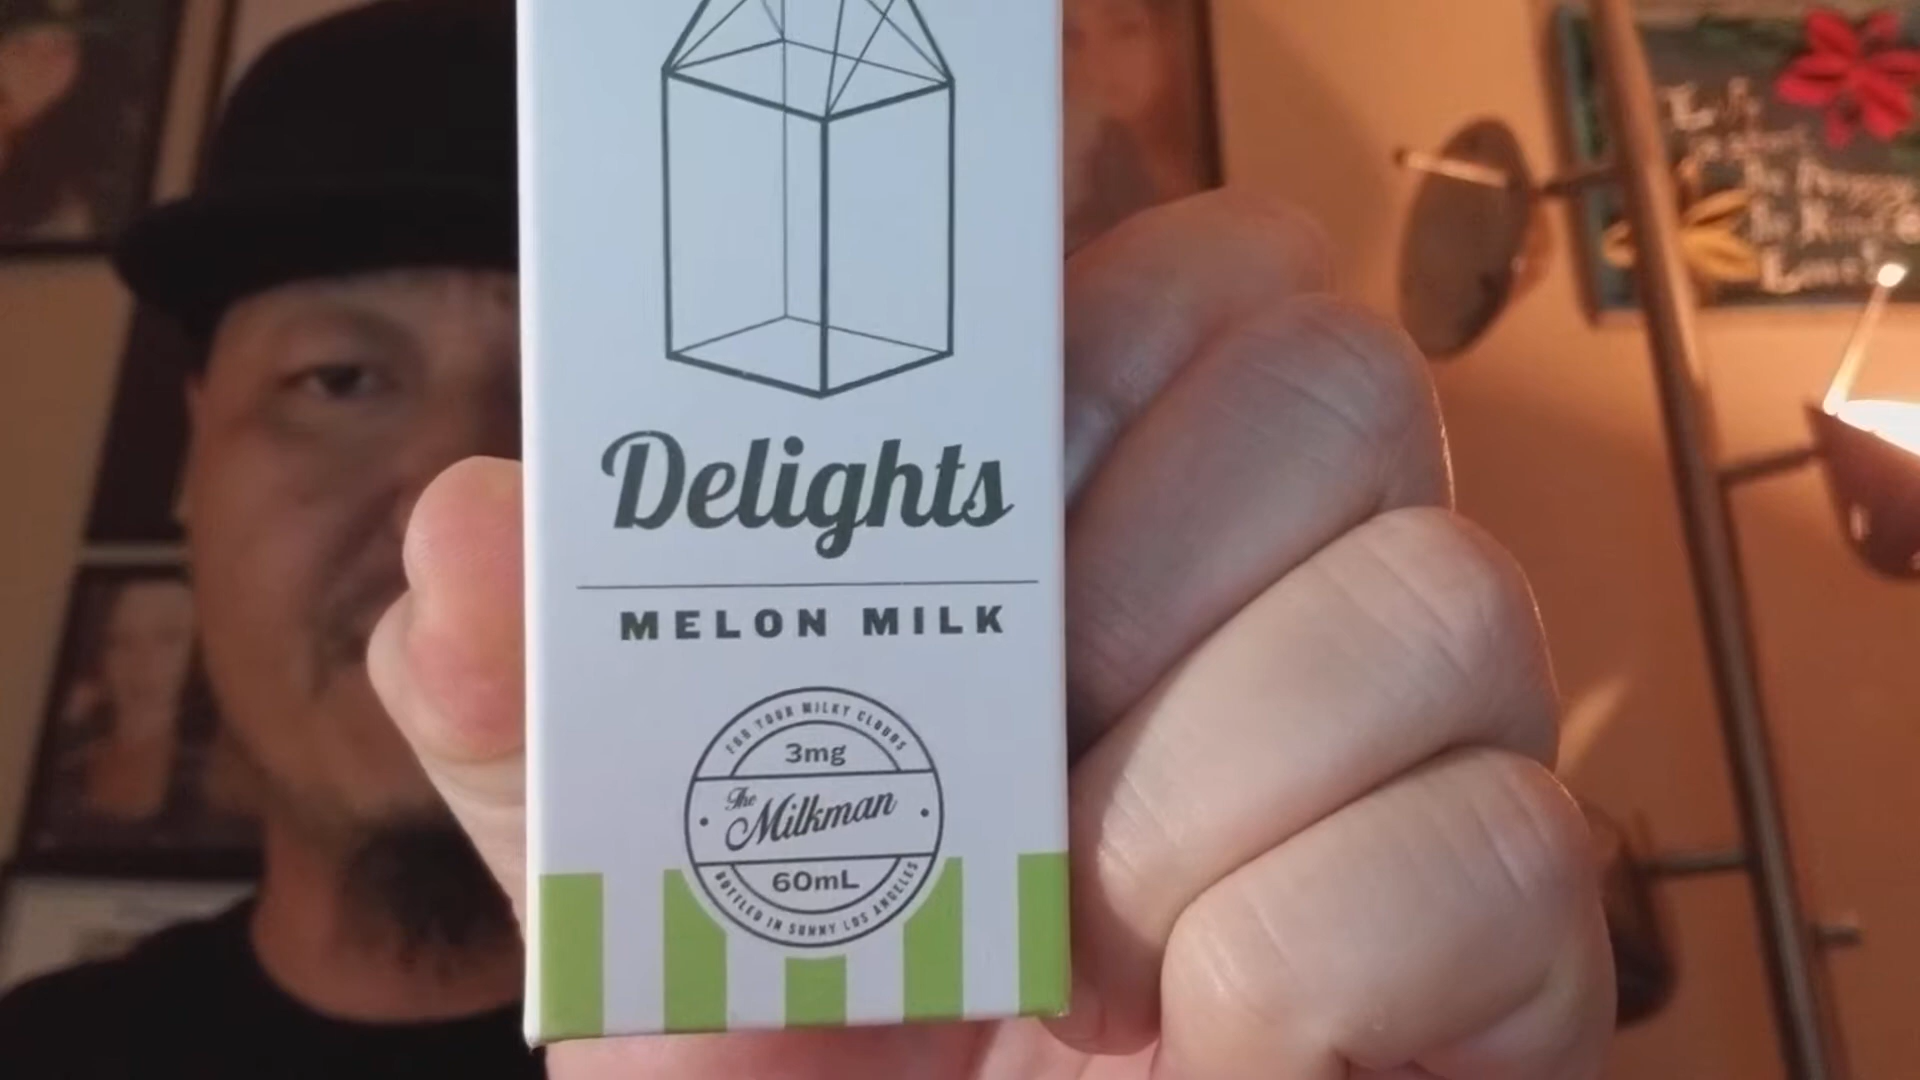 Delights
MELON MILK
FOR YOUR MILKY CLOUDS
3mg
The
Milkman
60mL
BOTTLED IN SUNNY LOS ANGELES